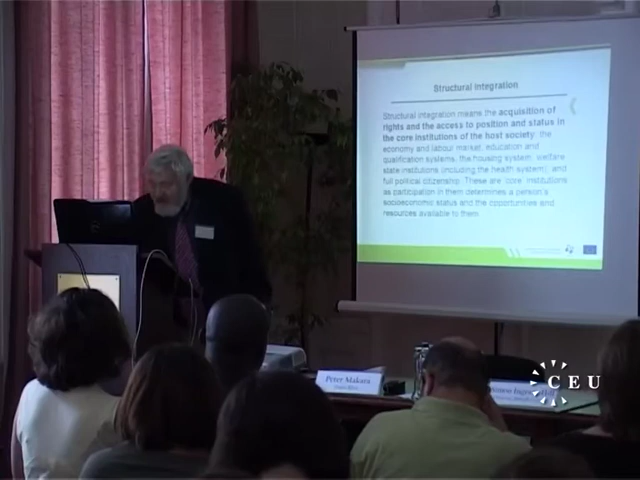 Structural Integration
Structural integration means the acquisition of
rights and the access to position and status in
the core institutions of the host society: the
economy and labour market, education and
qualification systems, the housing system, welfare
state institutions (including the health system), and
full political citizenship. These are 'core' institutions
as participation in them determines a person's
socioeconomic status and the opportunities and
resources available to them.
Peter Makara
CEU